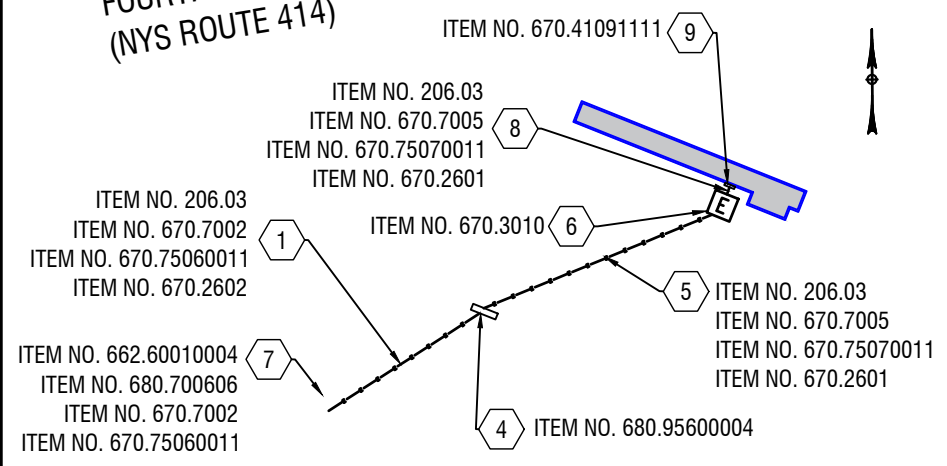 (NYS ROUTE 414)
ITEM NO. 670.41091111
9
ITEM NO. 206.03
ITEM NO. 670.7005
ITEM NO. 670.75070011
ITEM NO. 670.2601
8
ITEM NO. 206.03
ITEM NO. 670.7002
ITEM NO. 670.75060011
ITEM NO. 670.2602
1
ITEM NO. 670.3010
6
E
5
ITEM NO. 206.03
ITEM NO. 670.7005
ITEM NO. 670.75070011
ITEM NO. 670.2601
ITEM NO. 662.60010004
ITEM NO. 680.700606
ITEM NO. 670.7002
ITEM NO. 670.75060011
7
4
ITEM NO. 680.95600004